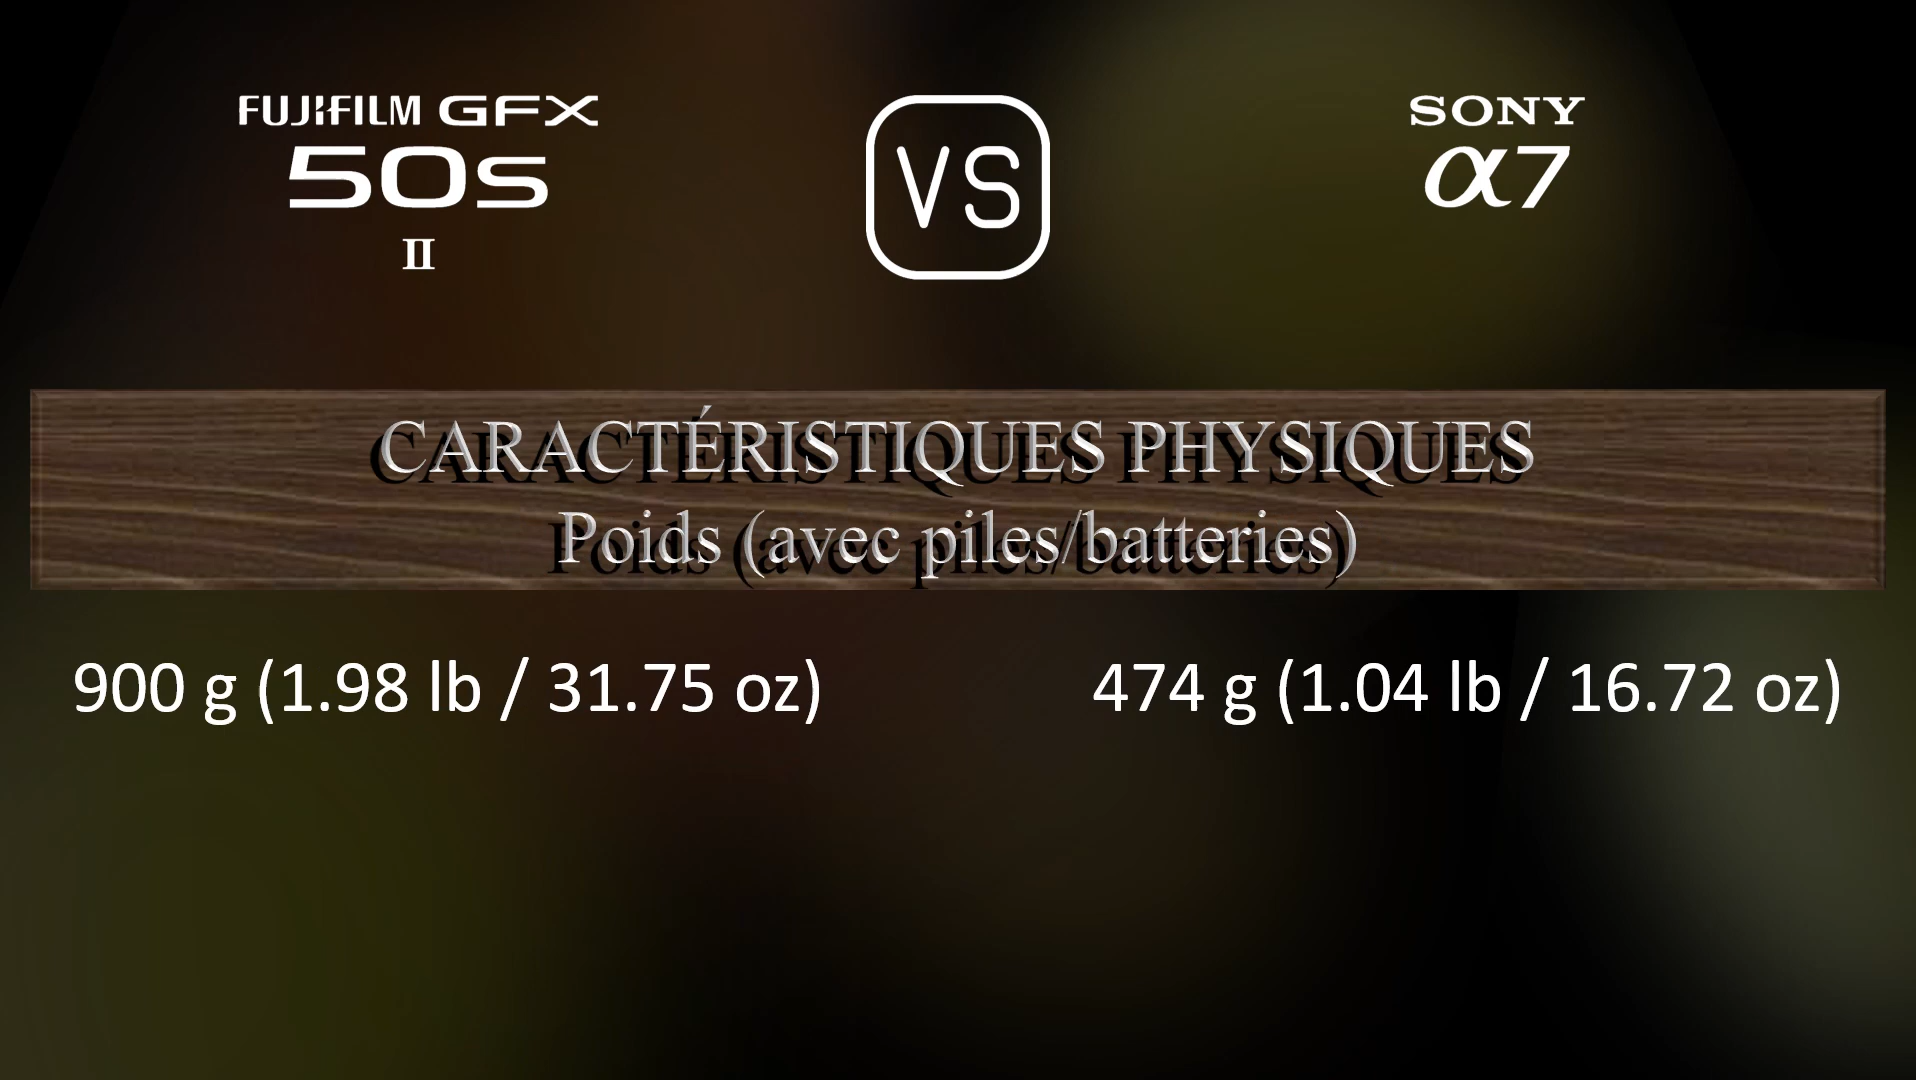 FUJIFILM GFX
50S
II
VS
SONY
α7
CARACTÉRISTIQUES PHYSIQUES
Poids (avec piles/batteries)
900 g (1.98 lb / 31.75 oz)
474 g (1.04 lb / 16.72 oz)